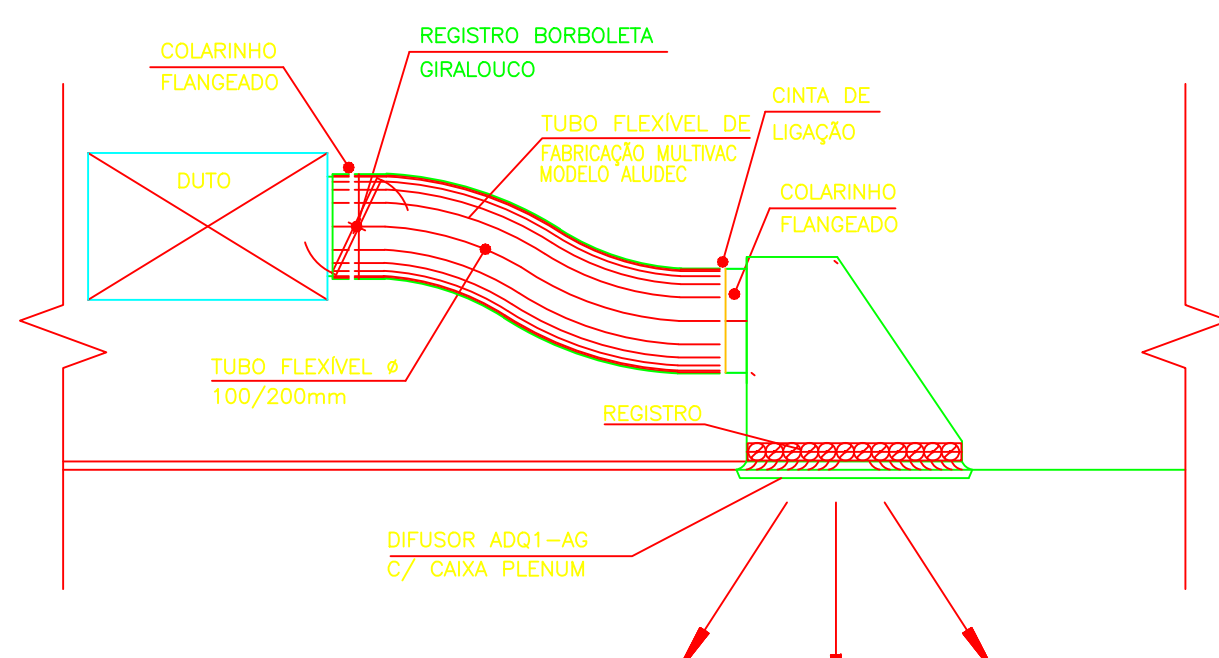 COLARINHO
FLANGEADO
REGISTRO BORBOLETA
GIRALOUCO
TUBO FLEXÍVEL DE
FABRICAÇÃO MULTIVAC
MODELO ALUDEC
CINTA DE
LIGAÇÃO
DUTO
COLARINHO
FLANGEADO
TUBO FLEXÍVEL ø
100/200mm
REGISTRO
DIFUSOR ADQ1-AG
C/ CAIXA PLENUM